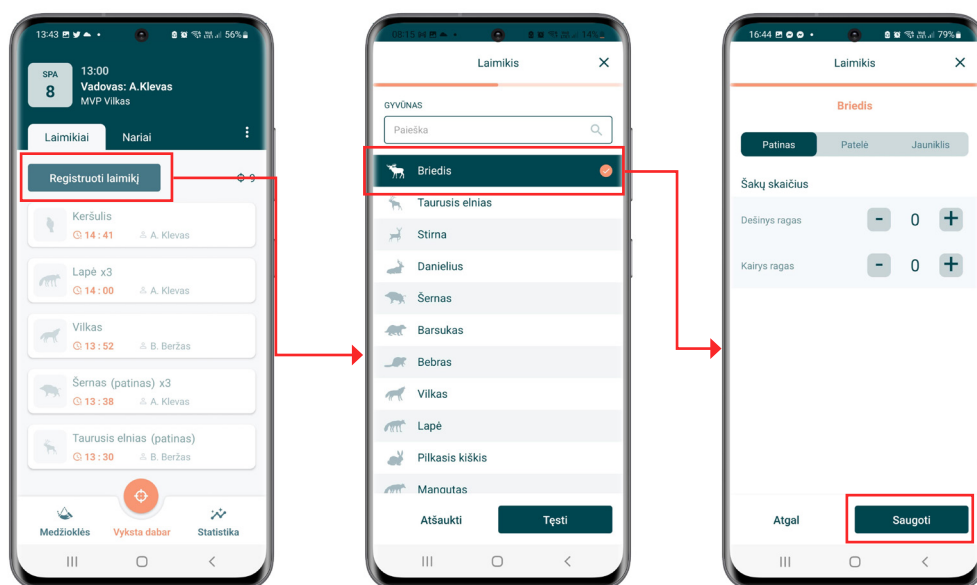 13:43
56%
SPA
8
13:00
Vadovas: A.Klevas
MVP Vilkas
Laimikiai
Nariai
Registruoti laimikį
9
Keršulis
14 : 41
A. Klevas
Lapė x3
14 : 00
A. Klevas
Vilkas
13 : 52
B. Beržas
Šernas (patinas) x3
13 : 38
A. Klevas
Taurusis elnias (patinas)
13 : 30
B. Beržas
Medžioklės
Vyksta dabar
Statistika
08:15
14%
Laimikis
GYVŪNAS
Paieška
Briedis
Taurusis elnias
Stirna
Danielius
Šernas
Barsukas
Bebras
Vilkas
Lapė
Pilkasis kiškis
Mangutas
Atšaukti
Tęsti
16:44
79%
Laimikis
Briedis
Patinas
Patelė
Jauniklis
Šakų skaičius
Dešinys ragas
- 0 +
Kairys ragas
- 0 +
Atgal
Saugoti